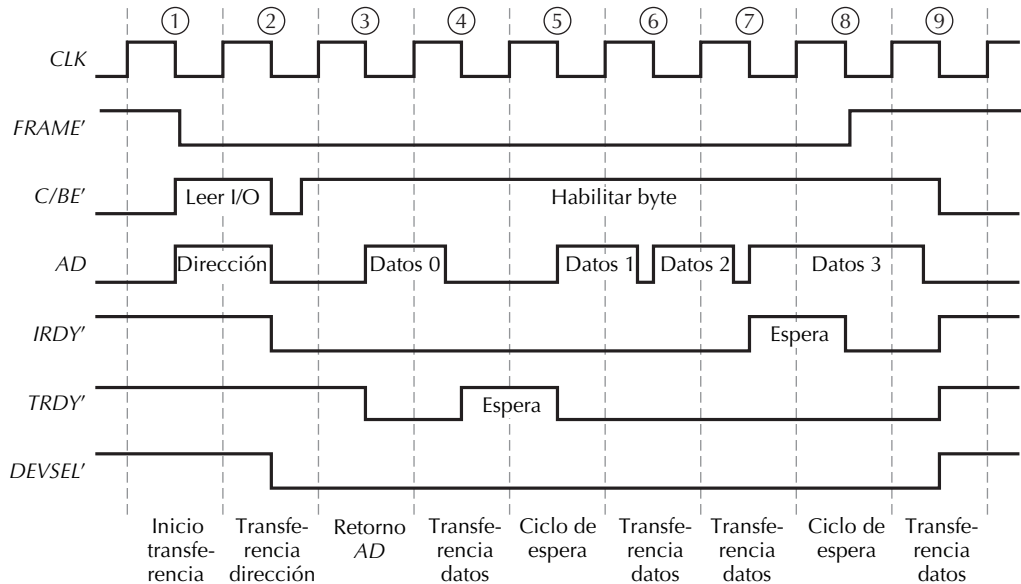 1 2 3 4 5 6 7 8 9
CLK
FRAME'
C/BE'
Leer I/O
Habilitar byte
AD
Dirección
Datos 0
Datos 1
Datos 2
Datos 3
IRDY'
Espera
TRDY'
Espera
DEVSEL'
Inicio
transfe-
rencia
Transfe-
rencia
dirección
Retorno
AD
Transfe-
rencia
datos
Ciclo de
espera
Transfe-
rencia
datos
Transfe-
rencia
datos
Ciclo de
espera
Transfe-
rencia
datos